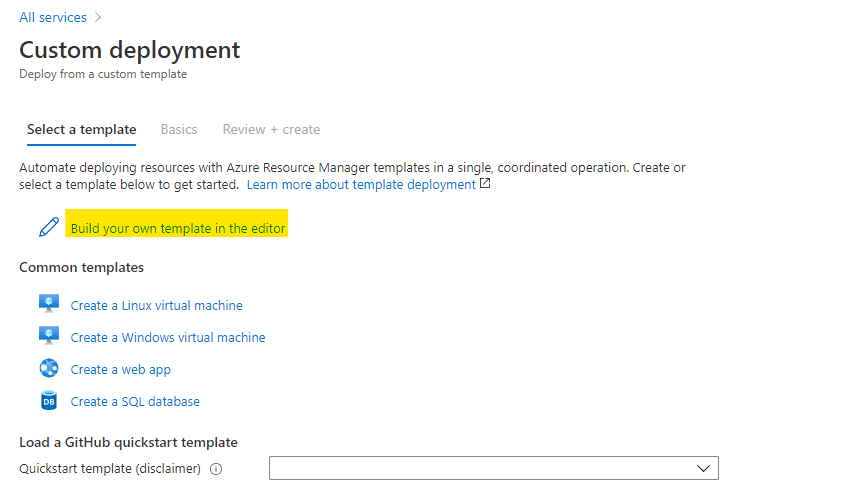 All services
Custom deployment
Deploy from a custom template
Select a template Basics Review + create
Automate deploying resources with Azure Resource Manager templates in a single, coordinated operation. Create or
select a template below to get started. Learn more about template deployment
Build your own template in the editor
Common templates
Create a Linux virtual machine
Create a Windows virtual machine
Create a web app
DB Create a SQL database
Load a GitHub quickstart template
Quickstart template (disclaimer)